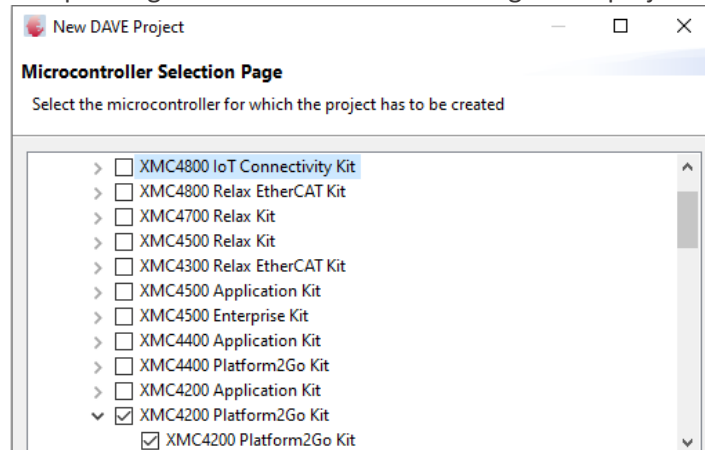 New DAVE Project
Microcontroller Selection Page
Select the microcontroller for which the project has to be created
XMC4800 IoT Connectivity Kit
XMC4800 Relax EtherCAT Kit
XMC4700 Relax Kit
XMC4500 Relax Kit
XMC4300 Relax EtherCAT Kit
XMC4500 Application Kit
XMC4500 Enterprise Kit
XMC4400 Application Kit
XMC4400 Platform2Go Kit
XMC4200 Application Kit
XMC4200 Platform2Go Kit
XMC4200 Platform2Go Kit